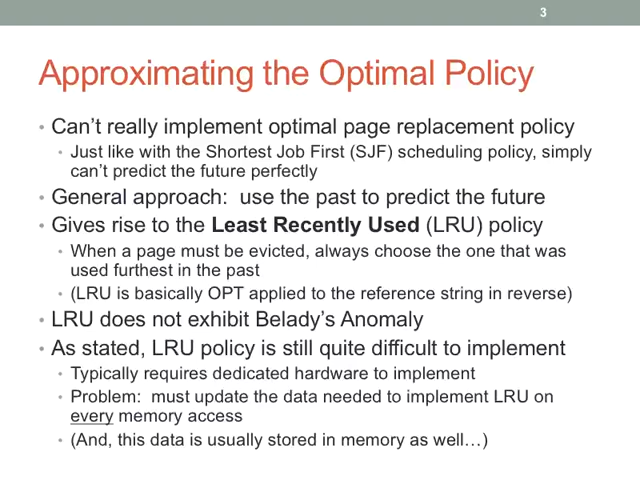 3
Approximating the Optimal Policy
• Can't really implement optimal page replacement policy
• Just like with the Shortest Job First (SJF) scheduling policy, simply
can't predict the future perfectly
• General approach:  use the past to predict the future
• Gives rise to the Least Recently Used (LRU) policy
• When a page must be evicted, always choose the one that was
used furthest in the past
• (LRU is basically OPT applied to the reference string in reverse)
• LRU does not exhibit Belady's Anomaly
• As stated, LRU policy is still quite difficult to implement
• Typically requires dedicated hardware to implement
• Problem:  must update the data needed to implement LRU on
every memory access
• (And, this data is usually stored in memory as well…)